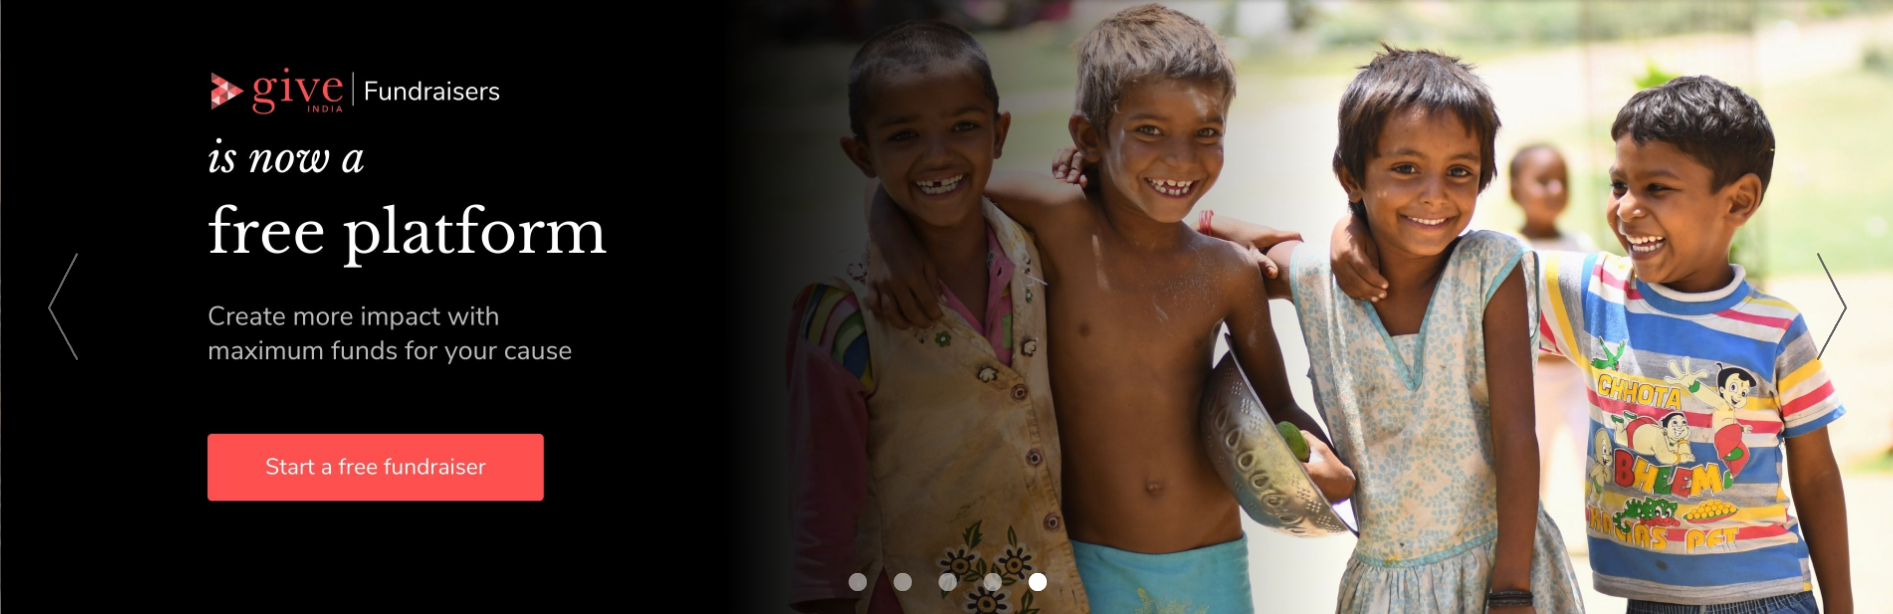 give
INDIA
Fundraisers
is now a
free platform
Create more impact with
maximum funds for your cause
Start a free fundraiser
CHHOTA
BHEEM
PET